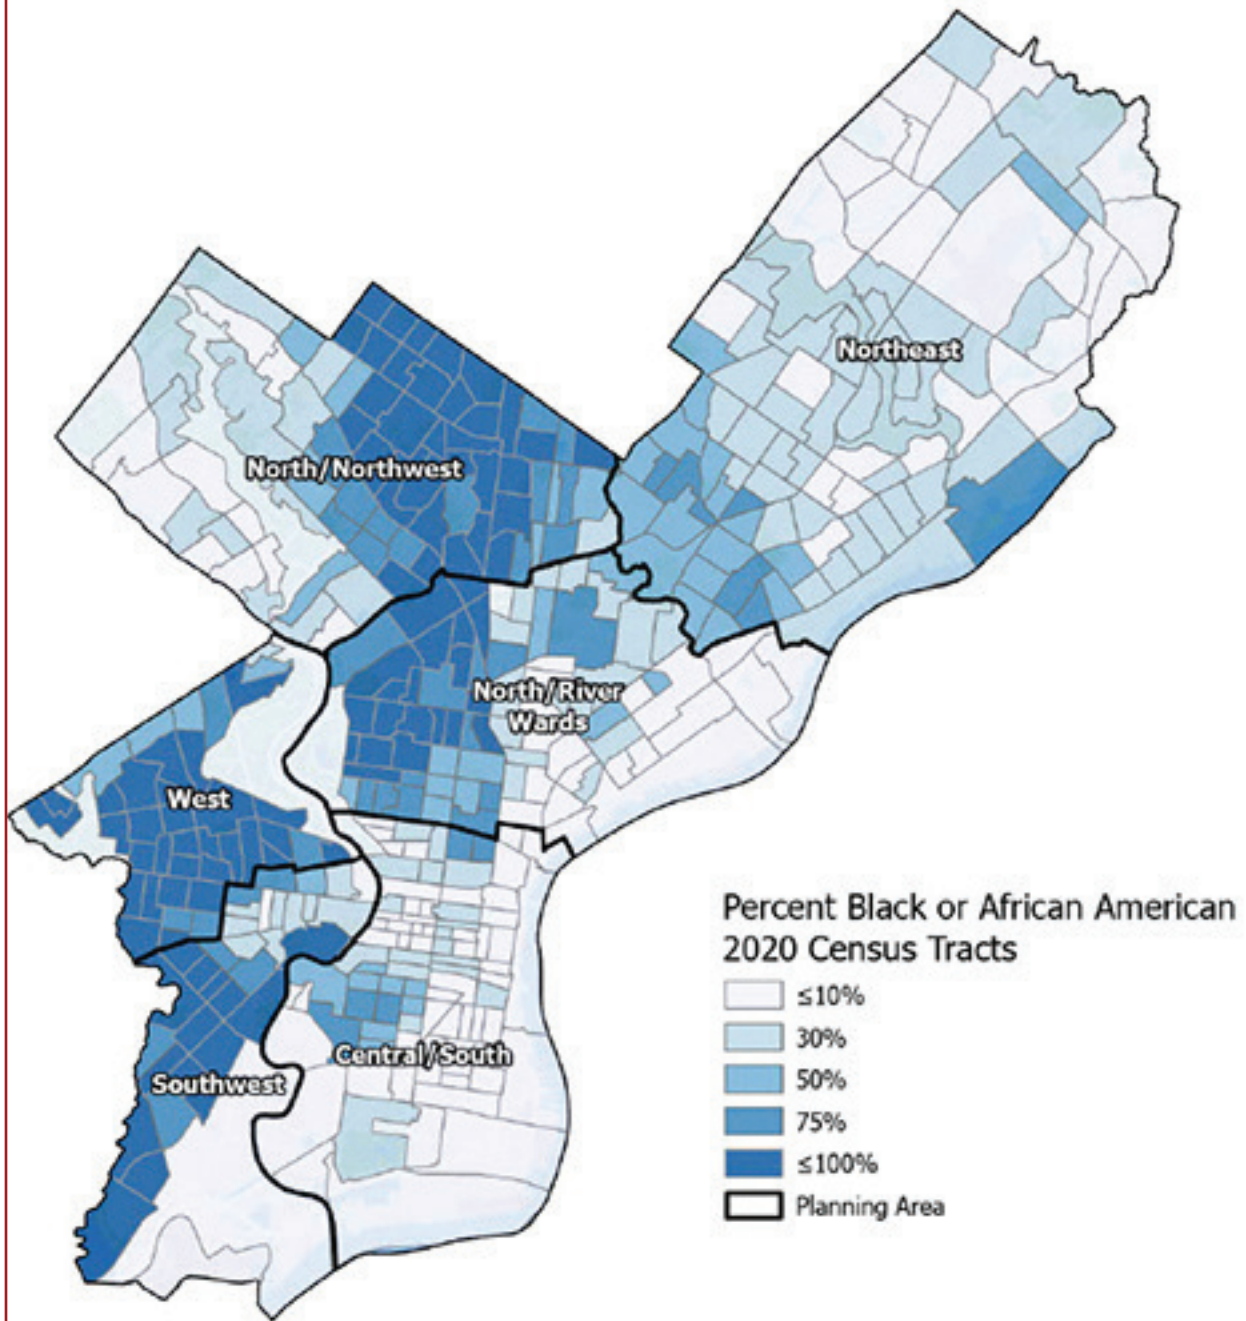 Northeast
North/Northwest
North/River
Wards
West
Central/South
Southwest
Percent Black or African American
2020 Census Tracts
≤10%
30%
50%
75%
≤100%
Planning Area